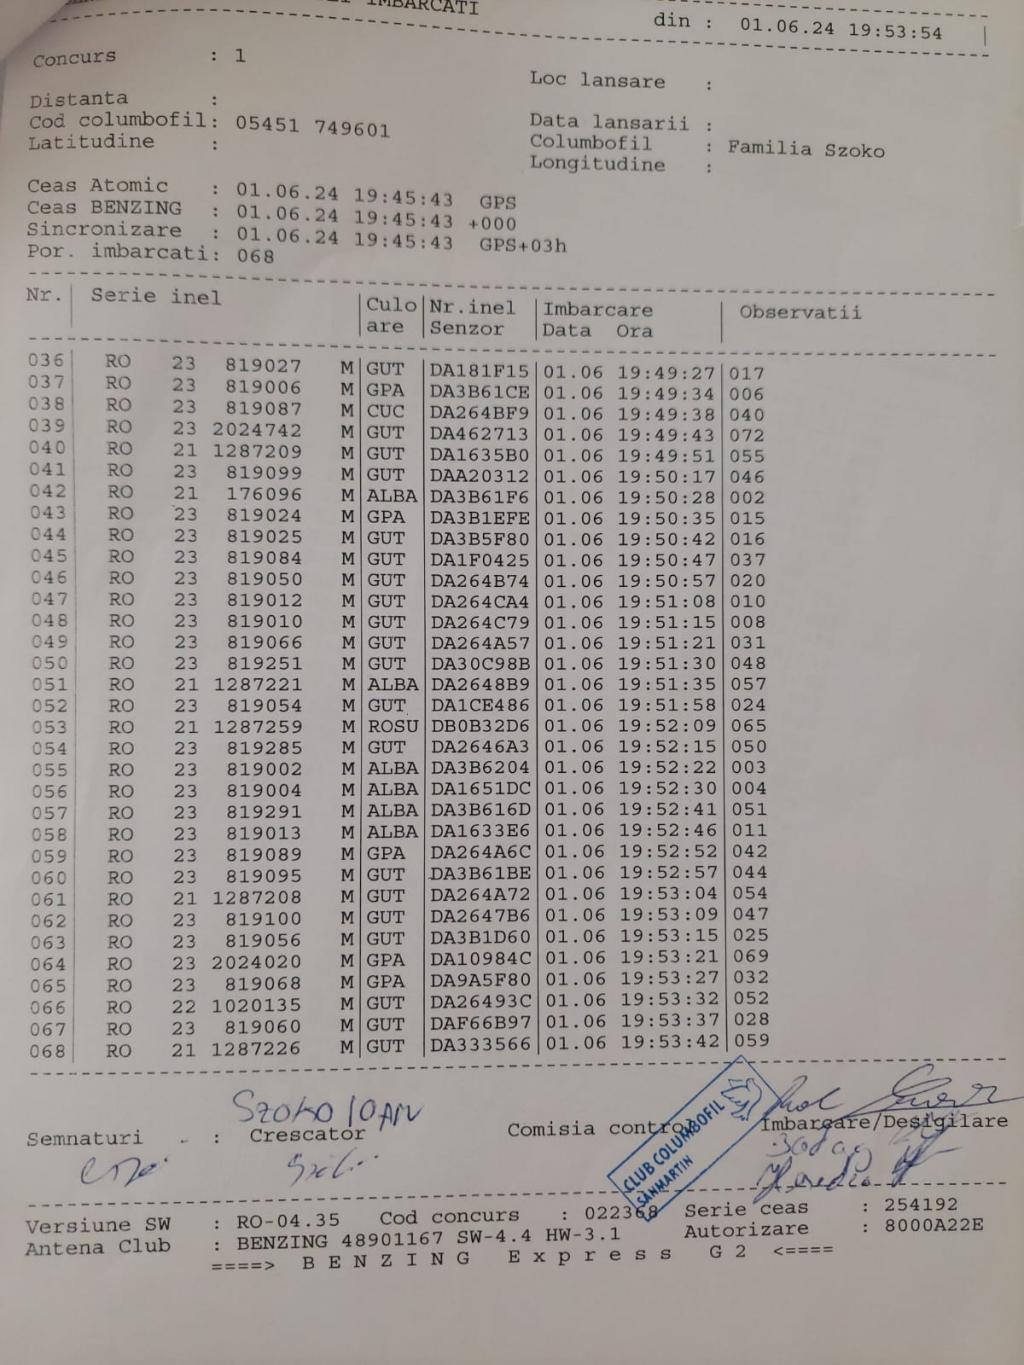 IMBARCATI
din : 01.06.24 19:53:54
Concurs : 1
Loc lansare :
Distanta :
Cod columbofil: 05451 749601
Data lansarii :
Latitudine :
Columbofil : Familia Szoko
Longitudine :
Ceas Atomic : 01.06.24 19:45:43 GPS
Ceas BENZING : 01.06.24 19:45:43 +000
Sincronizare : 01.06.24 19:45:43 GPS+03h
Por. imbarcati: 068
Nr. Serie inel Culo Nr.inel Imbarcare Observatii
are Senzor Data Ora
036 RO 23 819027 M GUT DA181F15 01.06 19:49:27 017
037 RO 23 819006 M GPA DA3B61CE 01.06 19:49:34 006
038 RO 23 819087 M CUC DA264BF9 01.06 19:49:38 040
039 RO 23 2024742 M GUT DA462713 01.06 19:49:43 072
040 RO 21 1287209 M GUT DA1635B0 01.06 19:49:51 055
041 RO 23 819099 M GUT DAA20312 01.06 19:50:17 046
042 RO 21 176096 M ALBA DA3B61F6 01.06 19:50:28 002
043 RO 23 819024 M GPA DA3B1EFE 01.06 19:50:35 015
044 RO 23 819025 M GUT DA3B5F80 01.06 19:50:42 016
045 RO 23 819084 M GUT DA1F0425 01.06 19:50:47 037
046 RO 23 819050 M GUT DA264B74 01.06 19:50:57 020
047 RO 23 819012 M GUT DA264CA4 01.06 19:51:08 010
048 RO 23 819010 M GUT DA264C79 01.06 19:51:15 008
049 RO 23 819066 M GUT DA264A57 01.06 19:51:21 031
050 RO 23 819251 M GUT DA30C98B 01.06 19:51:30 048
051 RO 21 1287221 M ALBA DA2648B9 01.06 19:51:35 057
052 RO 23 819054 M GUT DA1CE486 01.06 19:51:58 024
053 RO 21 1287259 M ROSU DB0B32D6 01.06 19:52:09 065
054 RO 23 819285 M GUT DA2646A3 01.06 19:52:15 050
055 RO 23 819002 M ALBA DA3B6204 01.06 19:52:22 003
056 RO 23 819004 M ALBA DA1651DC 01.06 19:52:30 004
057 RO 23 819291 M ALBA DA3B616D 01.06 19:52:41 051
058 RO 23 819013 M ALBA DA1633E6 01.06 19:52:46 011
059 RO 23 819089 M GPA DA264A6C 01.06 19:52:52 042
060 RO 23 819095 M GUT DA3B61BE 01.06 19:52:57 044
061 RO 21 1287208 M GUT DA264A72 01.06 19:53:04 054
062 RO 23 819100 M GUT DA2647B6 01.06 19:53:09 047
063 RO 23 819056 M GUT DA3B1D60 01.06 19:53:15 025
064 RO 23 2024020 M GPA DA10984C 01.06 19:53:21 069
065 RO 23 819068 M GPA DA9A5F80 01.06 19:53:27 032
066 RO 22 1020135 M GUT DA26493C 01.06 19:53:32 052
067 RO 23 819060 M GUT DAF66B97 01.06 19:53:37 028
068 RO 21 1287226 M GUT DA333566 01.06 19:53:42 059
SZOKO IOAN
Semnaturi : Crescator Comisia control Imbarcare/Desigilare
CLUB COLUMBOFIL
SANMARTIN
Versiune SW : RO-04.35 Cod concurs : 022368 Serie ceas : 254192
Antena Club : BENZING 48901167 SW-4.4 HW-3.1 Autorizare : 8000A22E
====> B E N Z I N G E x p r e s s G 2 <====